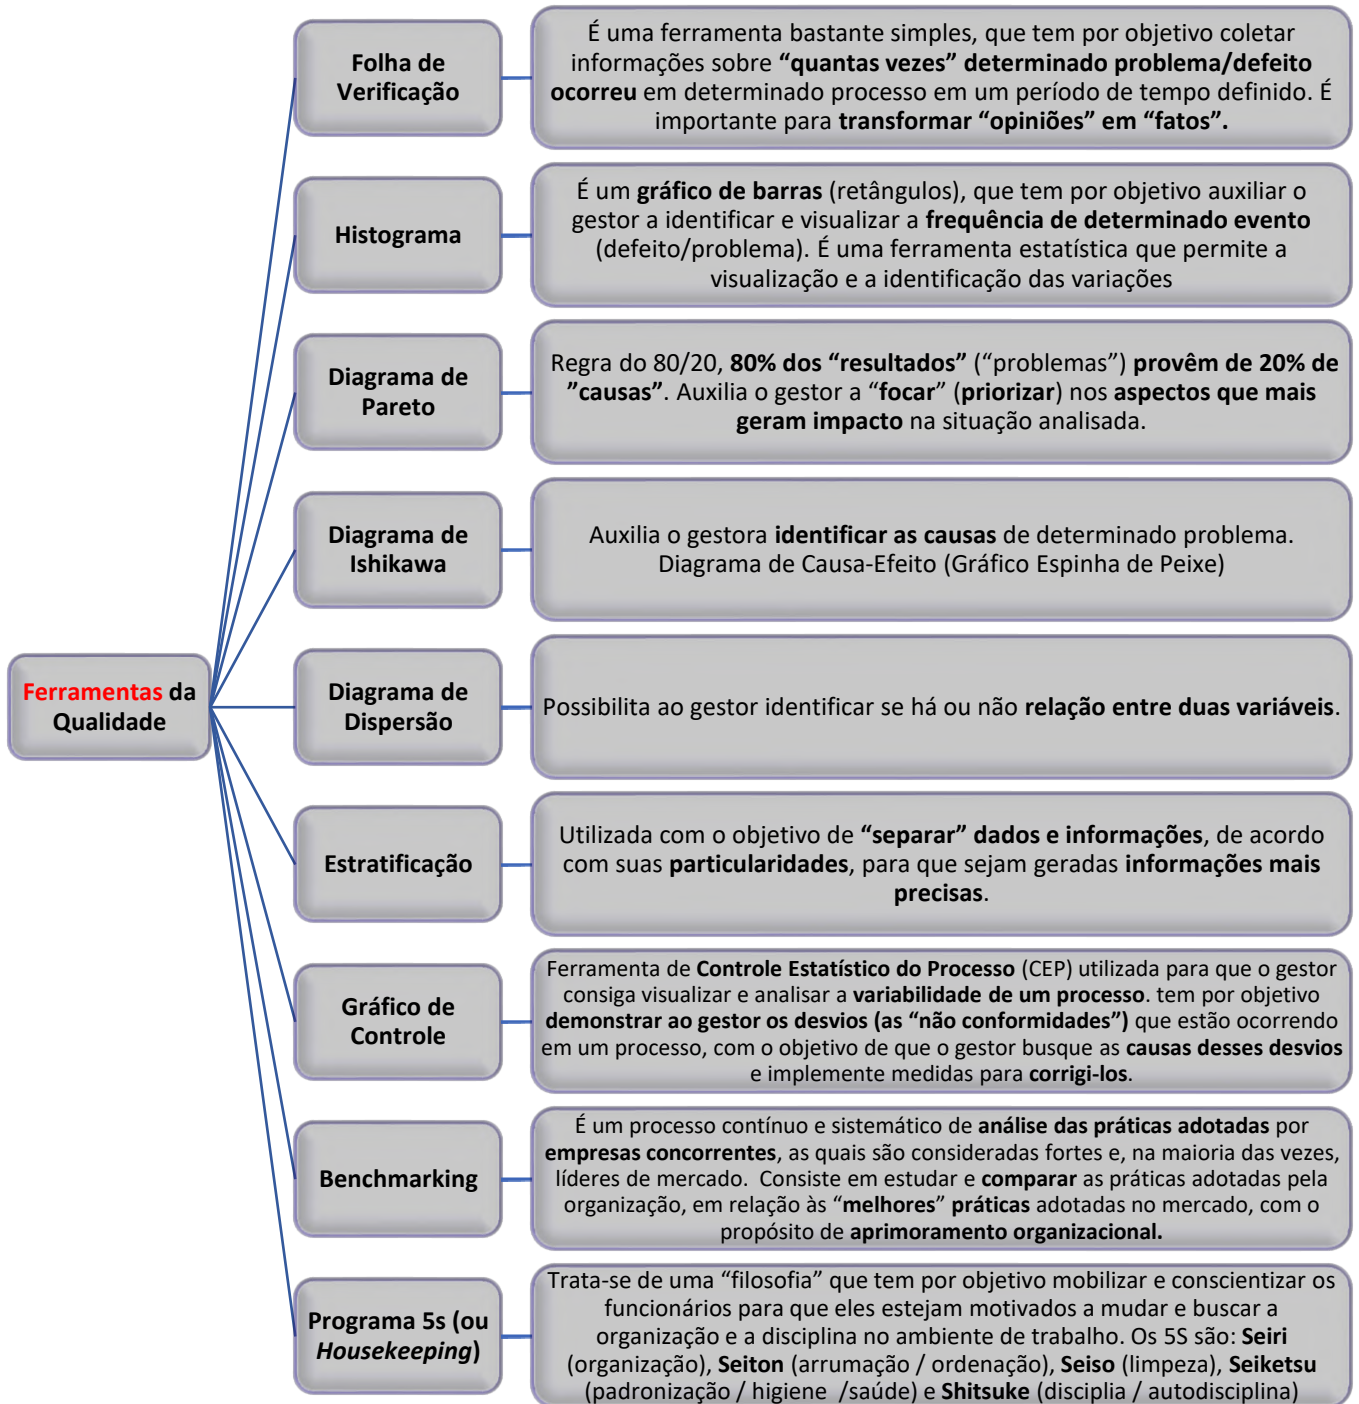 Folha de
Verificação
É uma ferramenta bastante simples, que tem por objetivo coletar
informações sobre “quantas vezes” determinado problema/defeito
ocorreu em determinado processo em um período de tempo definido. É
importante para transformar “opiniões” em “fatos”.
Histograma
É um gráfico de barras (retângulos), que tem por objetivo auxiliar o
gestor a identificar e visualizar a frequência de determinado evento
(defeito/problema). É uma ferramenta estatística que permite a
visualização e a identificação das variações
Diagrama de
Pareto
Regra do 80/20, 80% dos “resultados” (“problemas”) provêm de 20% de
”causas”. Auxilia o gestor a “focar” (priorizar) nos aspectos que mais
geram impacto na situação analisada.
Diagrama de
Ishikawa
Auxilia o gestora identificar as causas de determinado problema.
Diagrama de Causa-Efeito (Gráfico Espinha de Peixe)
Ferramentas da
Qualidade
Diagrama de
Dispersão
Possibilita ao gestor identificar se há ou não relação entre duas variáveis.
Estratificação
Utilizada com o objetivo de “separar” dados e informações, de acordo
com suas particularidades, para que sejam geradas informações mais
precisas.
Gráfico de
Controle
Ferramenta de Controle Estatístico do Processo (CEP) utilizada para que o gestor
consiga visualizar e analisar a variabilidade de um processo. tem por objetivo
demonstrar ao gestor os desvios (as “não conformidades”) que estão ocorrendo
em um processo, com o objetivo de que o gestor busque as causas desses desvios
e implemente medidas para corrigi-los.
Benchmarking
É um processo contínuo e sistemático de análise das práticas adotadas por
empresas concorrentes, as quais são consideradas fortes e, na maioria das vezes,
líderes de mercado. Consiste em estudar e comparar as práticas adotadas pela
organização, em relação às “melhores” práticas adotadas no mercado, com o
propósito de aprimoramento organizacional.
Programa 5s (ou
Housekeeping)
Trata-se de uma “filosofia” que tem por objetivo mobilizar e conscientizar os
funcionários para que eles estejam motivados a mudar e buscar a
organização e a disciplina no ambiente de trabalho. Os 5S são: Seiri
(organização), Seiton (arrumação / ordenação), Seiso (limpeza), Seiketsu
(padronização / higiene /saúde) e Shitsuke (disciplia / autodisciplina)